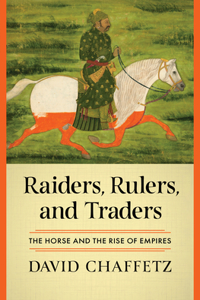 Raiders, Rulers,
and Traders
THE HORSE AND THE RISE OF EMPIRES
DAVID CHAFFETZ